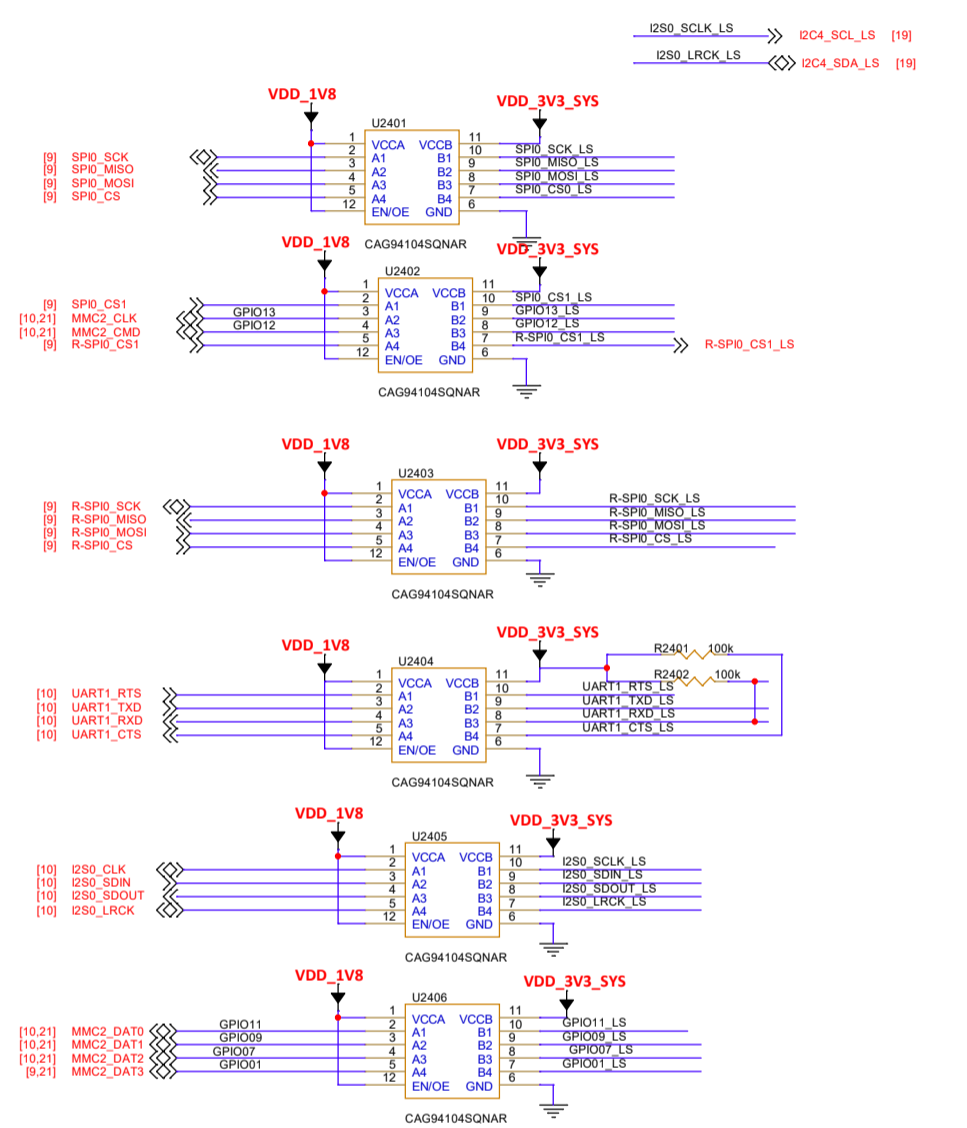 I2S0_SCLK_LS I2C4_SCL_LS [19]
I2S0_LRCK_LS I2C4_SDA_LS [19]
VDD_1V8 VDD_3V3_SYS
U2401
1 VCCA VCCB 11
[9] SPI0_SCK 2 A1 B1 10 SPI0_SCK_LS
[9] SPI0_MISO 3 A2 B2 9 SPI0_MISO_LS
[9] SPI0_MOSI 4 A3 B3 8 SPI0_MOSI_LS
[9] SPI0_CS 5 A4 B4 7 SPI0_CS0_LS
12 EN/OE GND 6
CAG94104SQNAR
VDD_1V8 VDD_3V3_SYS
U2402
1 VCCA VCCB 11
[9] SPI0_CS1 2 A1 B1 10 SPI0_CS1_LS
[10,21] MMC2_CLK GPIO13 3 A2 B2 9 GPIO13_LS
[10,21] MMC2_CMD GPIO12 4 A3 B3 8 GPIO12_LS
[9] R-SPI0_CS1 5 A4 B4 7 R-SPI0_CS1_LS R-SPI0_CS1_LS
12 EN/OE GND 6
CAG94104SQNAR
VDD_1V8 VDD_3V3_SYS
U2403
1 VCCA VCCB 11
[9] R-SPI0_SCK 2 A1 B1 10 R-SPI0_SCK_LS
[9] R-SPI0_MISO 3 A2 B2 9 R-SPI0_MISO_LS
[9] R-SPI0_MOSI 4 A3 B3 8 R-SPI0_MOSI_LS
[9] R-SPI0_CS 5 A4 B4 7 R-SPI0_CS_LS
12 EN/OE GND 6
CAG94104SQNAR
VDD_1V8 VDD_3V3_SYS
R2401 100k
U2404
R2402 100k
1 VCCA VCCB 11
[10] UART1_RTS 2 A1 B1 10 UART1_RTS_LS
[10] UART1_TXD 3 A2 B2 9 UART1_TXD_LS
[10] UART1_RXD 4 A3 B3 8 UART1_RXD_LS
[10] UART1_CTS 5 A4 B4 7 UART1_CTS_LS
12 EN/OE GND 6
CAG94104SQNAR
VDD_1V8 VDD_3V3_SYS
U2405
1 VCCA VCCB 11
[10] I2S0_CLK 2 A1 B1 10 I2S0_SCLK_LS
[10] I2S0_SDIN 3 A2 B2 9 I2S0_SDIN_LS
[10] I2S0_SDOUT 4 A3 B3 8 I2S0_SDOUT_LS
[10] I2S0_LRCK 5 A4 B4 7 I2S0_LRCK_LS
12 EN/OE GND 6
CAG94104SQNAR
VDD_1V8 VDD_3V3_SYS
U2406
1 VCCA VCCB 11
[10,21] MMC2_DAT0 GPIO11 2 A1 B1 10 GPIO11_LS
[10,21] MMC2_DAT1 GPIO09 3 A2 B2 9 GPIO09_LS
[10,21] MMC2_DAT2 GPIO07 4 A3 B3 8 GPIO07_LS
[9,21] MMC2_DAT3 GPIO01 5 A4 B4 7 GPIO01_LS
12 EN/OE GND 6
CAG94104SQNAR